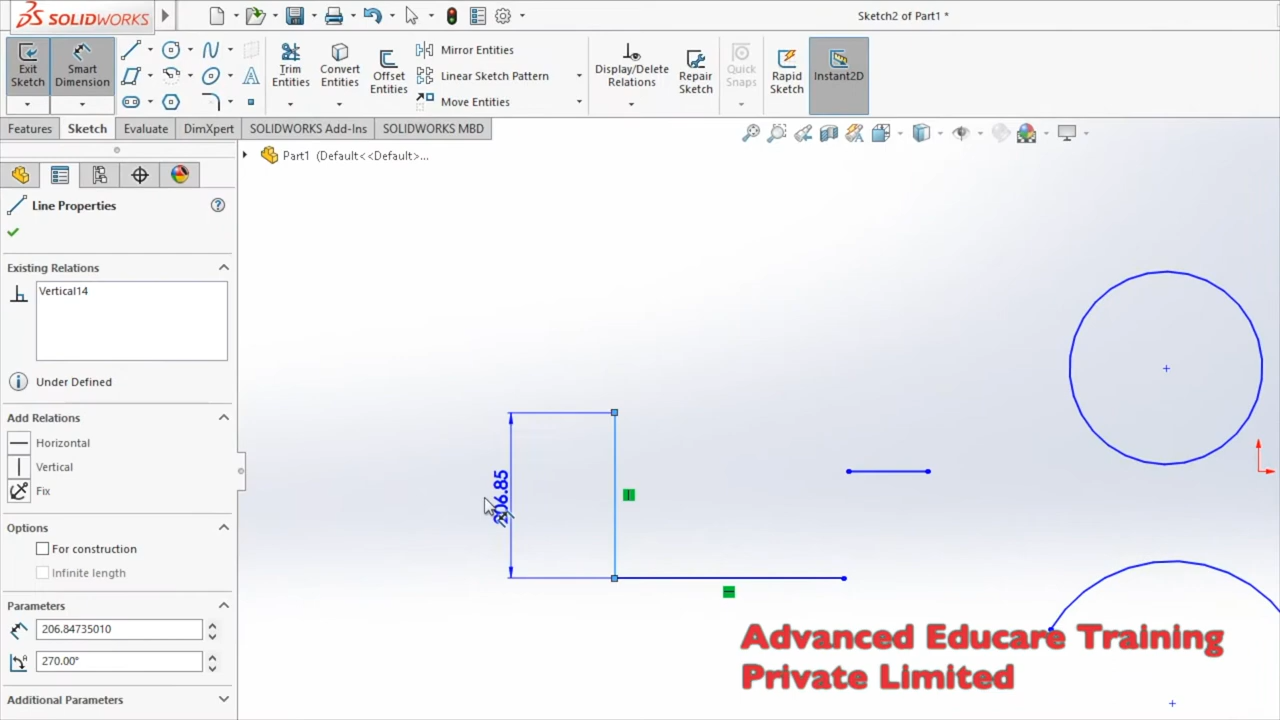 SOLIDWORKS
Sketch2 of Part1 *
Exit Sketch
Smart Dimension
Trim Entities
Convert Entities
Offset Entities
Mirror Entities
Linear Sketch Pattern
Move Entities
Display/Delete Relations
Repair Sketch
Quick Snaps
Rapid Sketch
Instant2D
Features
Sketch
Evaluate
DimXpert
SOLIDWORKS Add-Ins
SOLIDWORKS MBD
Part1 (Default<<Default>...
Line Properties
Existing Relations
Vertical14
Under Defined
Add Relations
Horizontal
Vertical
Fix
Options
For construction
Infinite length
Parameters
206.84735010
270.00°
Additional Parameters
206.85
Advanced Educare Training
Private Limited